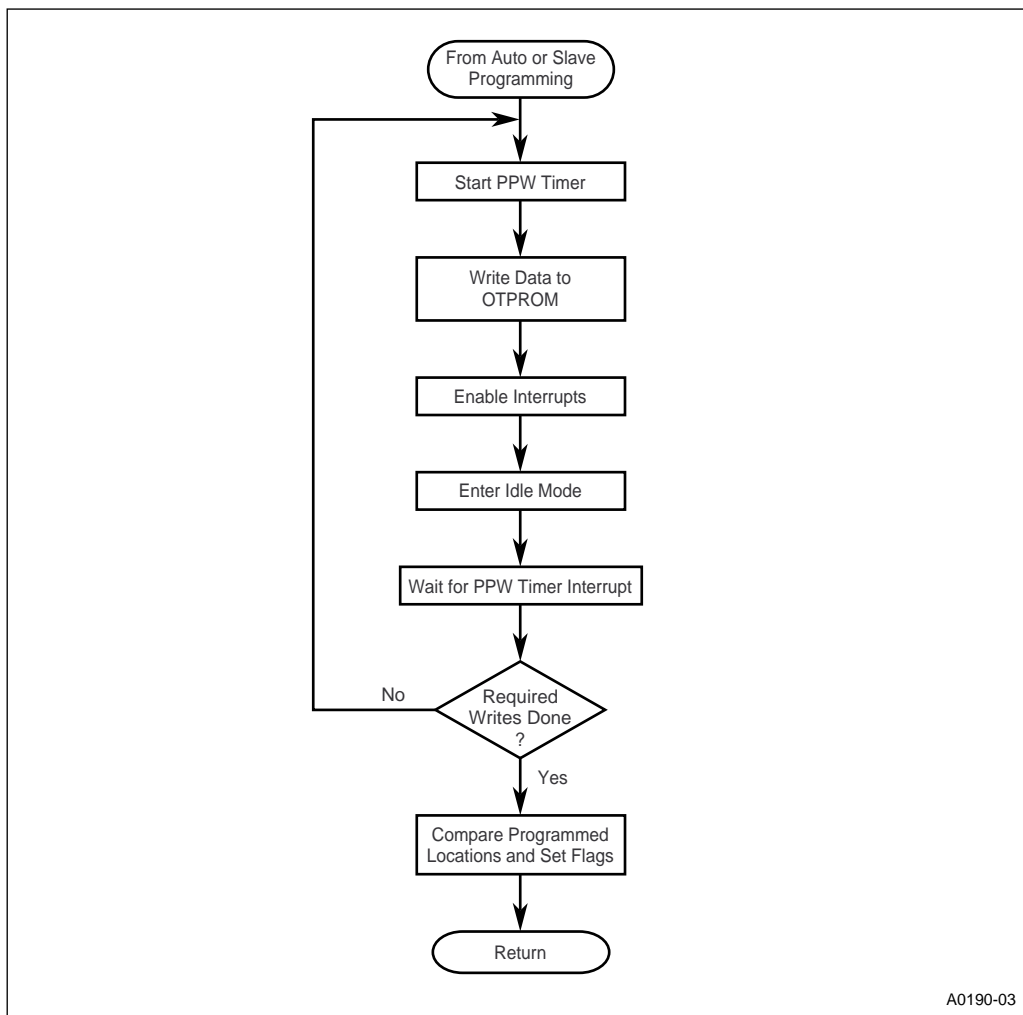 From Auto or Slave
Programming
Start PPW Timer
Write Data to
OTPROM
Enable Interrupts
Enter Idle Mode
Wait for PPW Timer Interrupt
No
Required
Writes Done
?
Yes
Compare Programmed
Locations and Set Flags
Return
A0190-03